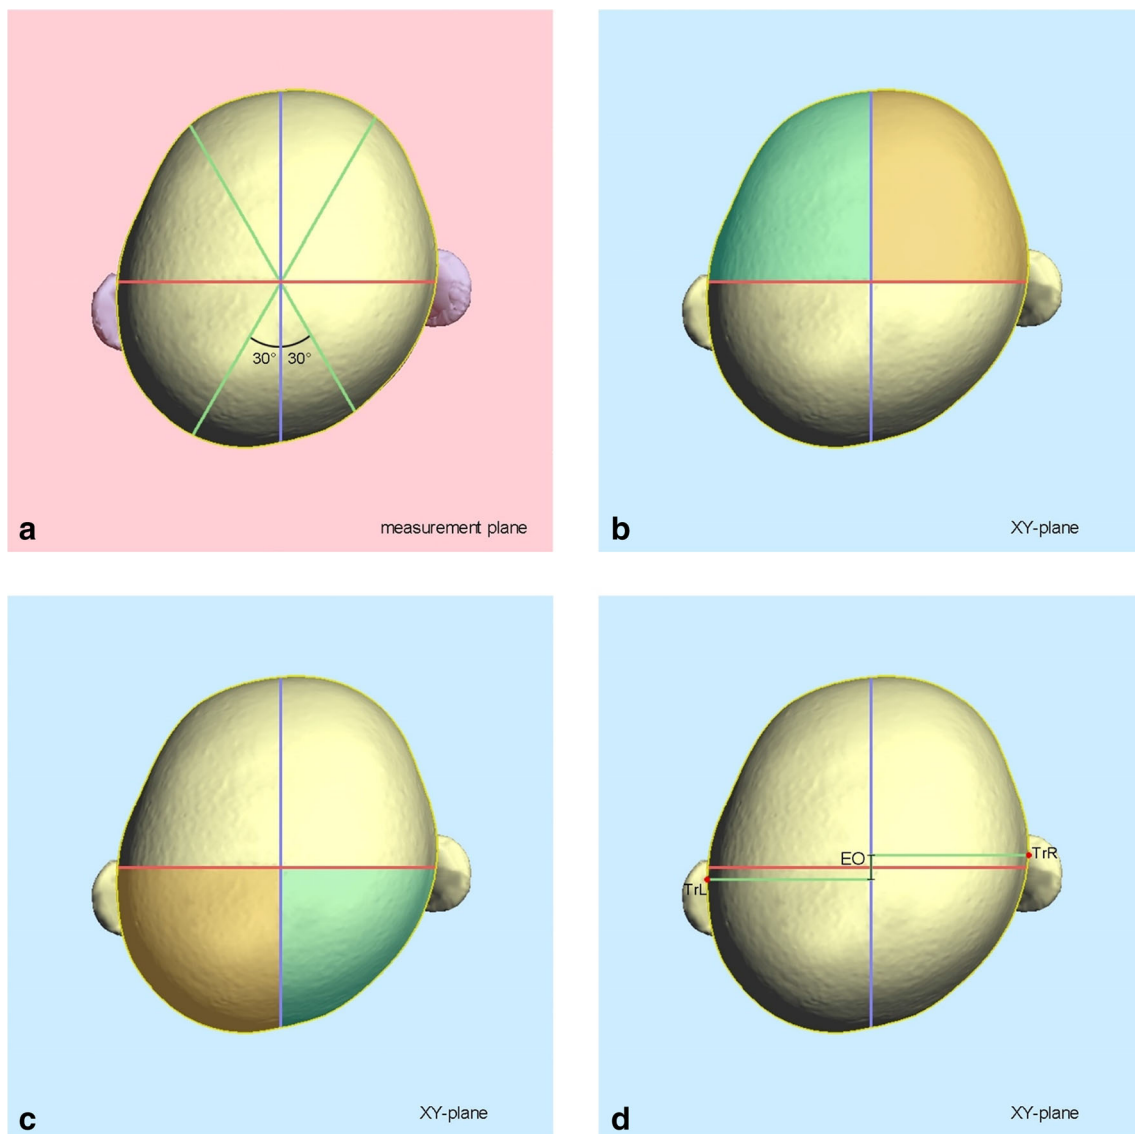 30° 30°
a
measurement plane
b
XY-plane
c
XY-plane
EO
TrR
TrL
d
XY-plane